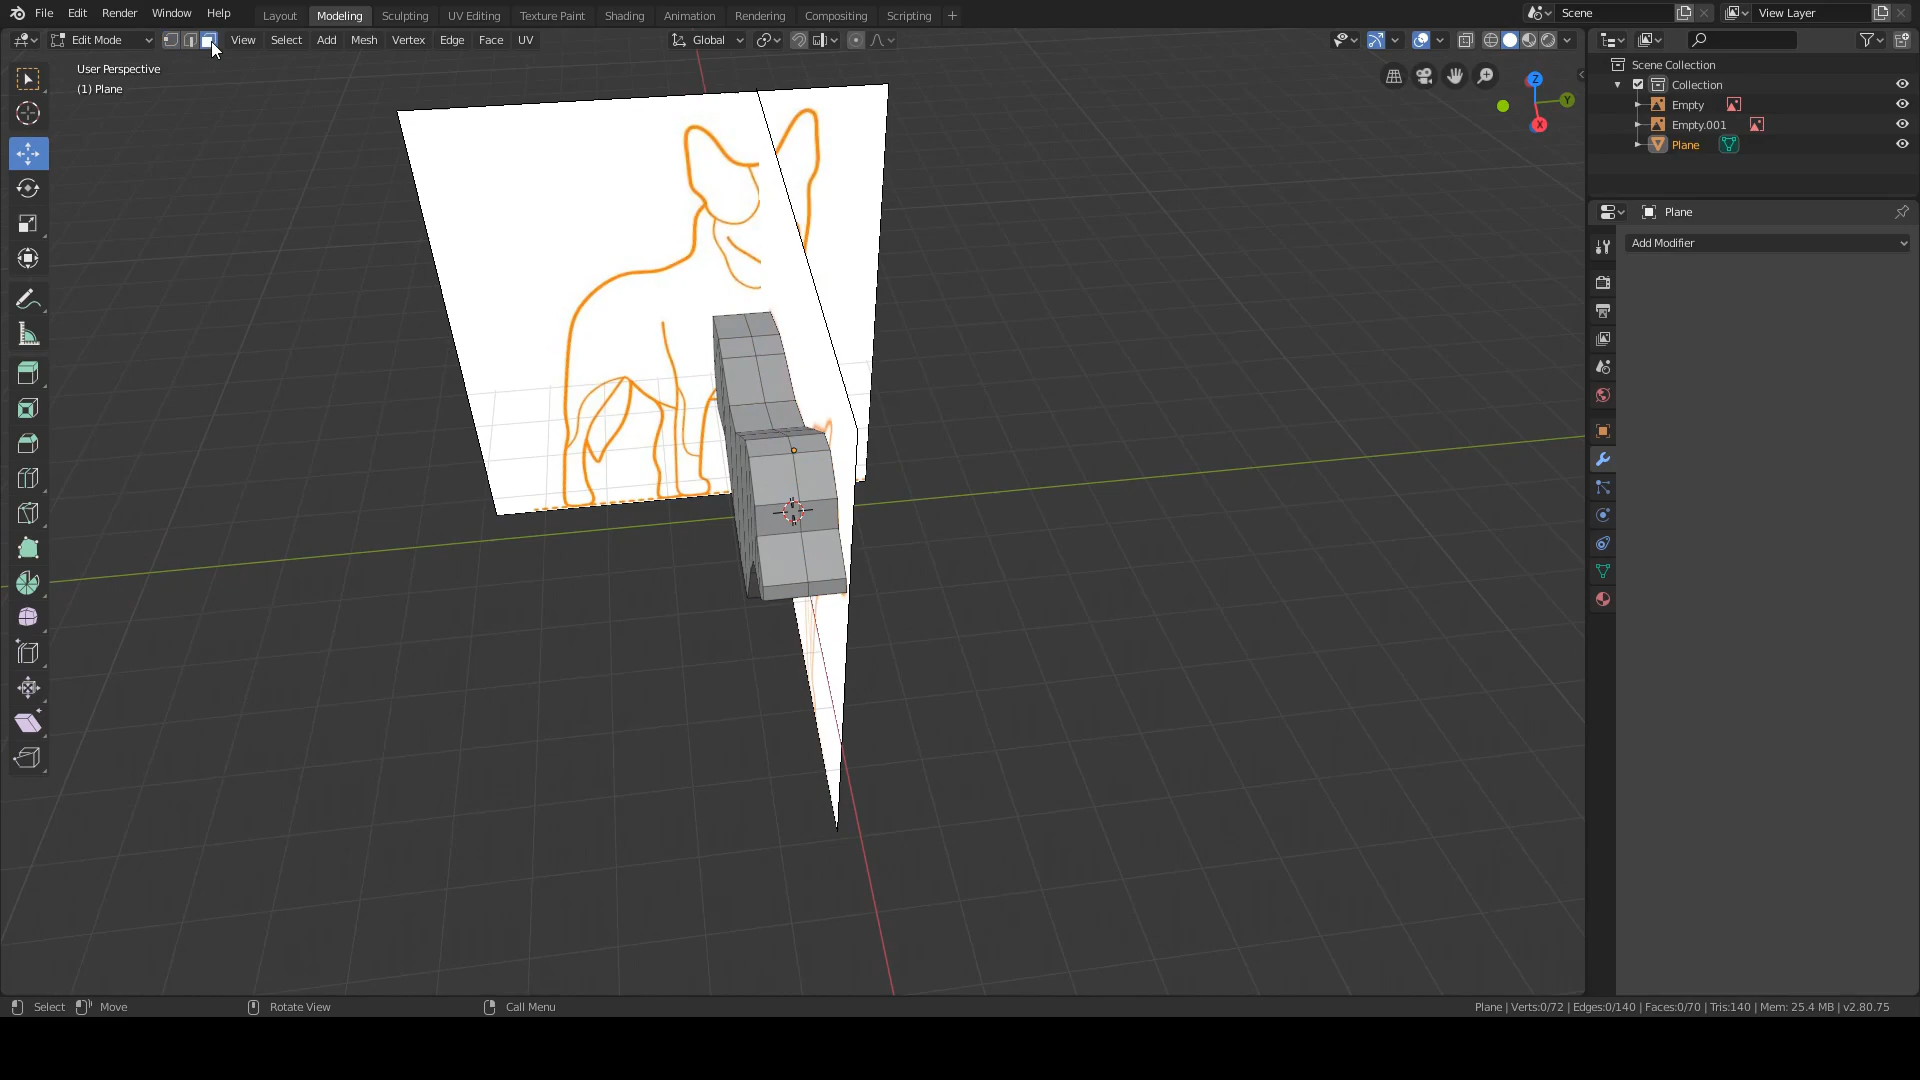 File Edit Render Window Help Layout Modeling Sculpting UV Editing Texture Paint Shading Animation Rendering Compositing Scripting + Scene View Layer
Edit Mode View Select Add Mesh Vertex Edge Face UV Global
User Perspective
(1) Plane
Z
Y
X
Scene Collection
Collection
Empty
Empty.001
Plane
Plane
Add Modifier
Select Move Rotate View Call Menu Plane | Verts:0/72 | Edges:0/140 | Faces:0/70 | Tris:140 | Mem: 25.4 MB | v2.80.75